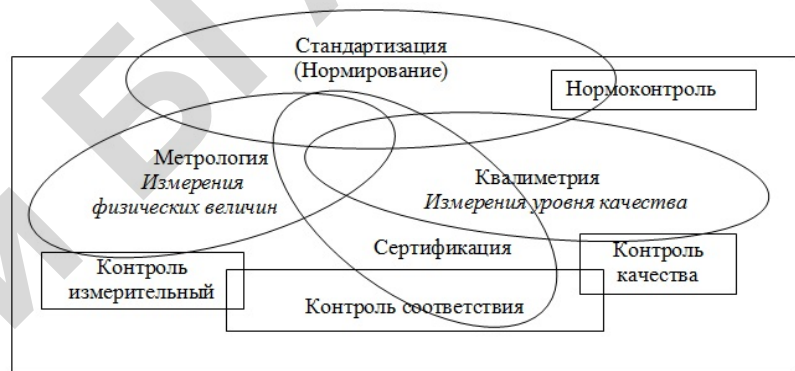 Стандартизация
(Нормирование)
Нормоконтроль
Метрология
Измерения
физических величин
Квалиметрия
Измерения уровня качества
Сертификация
Контроль
измерительный
Контроль
качества
Контроль соответствия